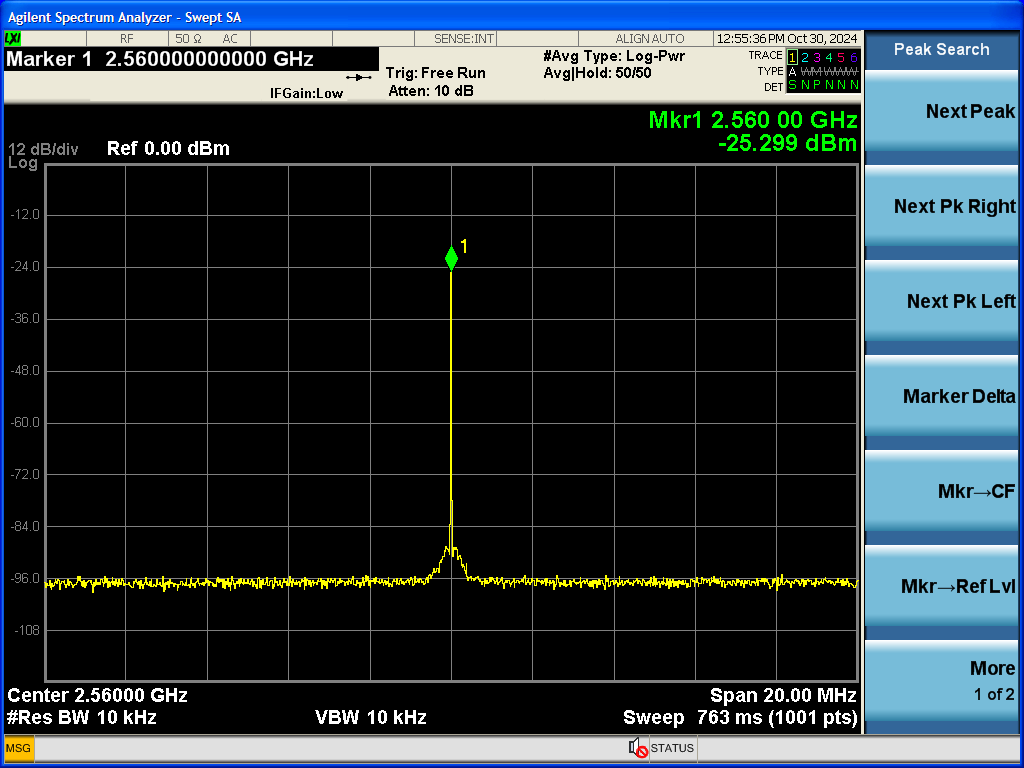 Agilent Spectrum Analyzer - Swept SA
LXI RF 50 Ω AC SENSE:INT ALIGN AUTO 12:55:36 PM Oct 30, 2024
Marker 1 2.560000000000 GHz
IFGain:Low
Trig: Free Run
Atten: 10 dB
#Avg Type: Log-Pwr
Avg|Hold: 50/50
TRACE 1 2 3 4 5 6
TYPE A WMWWWW
DET S N P N N N
Mkr1 2.560 00 GHz
-25.299 dBm
12 dB/div Ref 0.00 dBm
Log
-12.0
-24.0
-36.0
-48.0
-60.0
-72.0
-84.0
-96.0
-108
1
Center 2.56000 GHz Span 20.00 MHz
#Res BW 10 kHz VBW 10 kHz Sweep 763 ms (1001 pts)
MSG STATUS
Peak Search
Next Peak
Next Pk Right
Next Pk Left
Marker Delta
Mkr→CF
Mkr→Ref Lvl
More
1 of 2